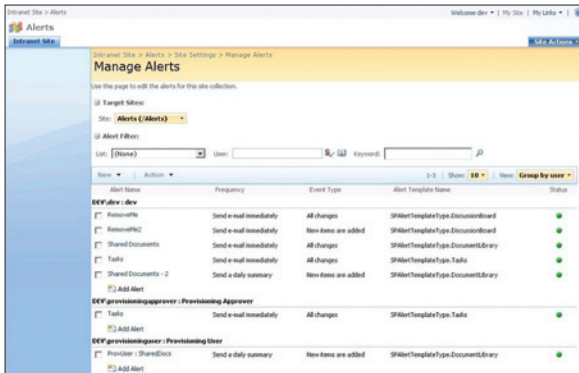 Intranet Site > Alerts
Welcome dev | My Site | My Links |
Alerts
Intranet Site
Site Actions
Intranet Site > Alerts > Site Settings > Manage Alerts
Manage Alerts
Use this page to edit the alerts for this site collection.
Target Sites:
Site: Alerts (/Alerts)
Alert Filter:
List: (None) User: Keyword:
New Action 1-3 Show: 10 View: Group by user
Alert Name Frequency Event Type Alert Template Name Status
DEV\dev : dev
RemoveMe Send e-mail immediately All changes SPAlertTemplateType.DiscussionBoard
RemoveMe2 Send e-mail immediately New items are added SPAlertTemplateType.DiscussionBoard
Shared Documents Send e-mail immediately All changes SPAlertTemplateType.DocumentLibrary
Tasks Send e-mail immediately All changes SPAlertTemplateType.Tasks
Shared Documents - 2 Send a daily summary New items are added SPAlertTemplateType.DocumentLibrary
Add Alert
DEV\provisioningapprover : Provisioning Approver
Tasks Send e-mail immediately All changes SPAlertTemplateType.Tasks
Add Alert
DEV\provisioninguser : Provisioning User
ProvUser : SharedDocs Send a daily summary New items are added SPAlertTemplateType.DocumentLibrary
Add Alert